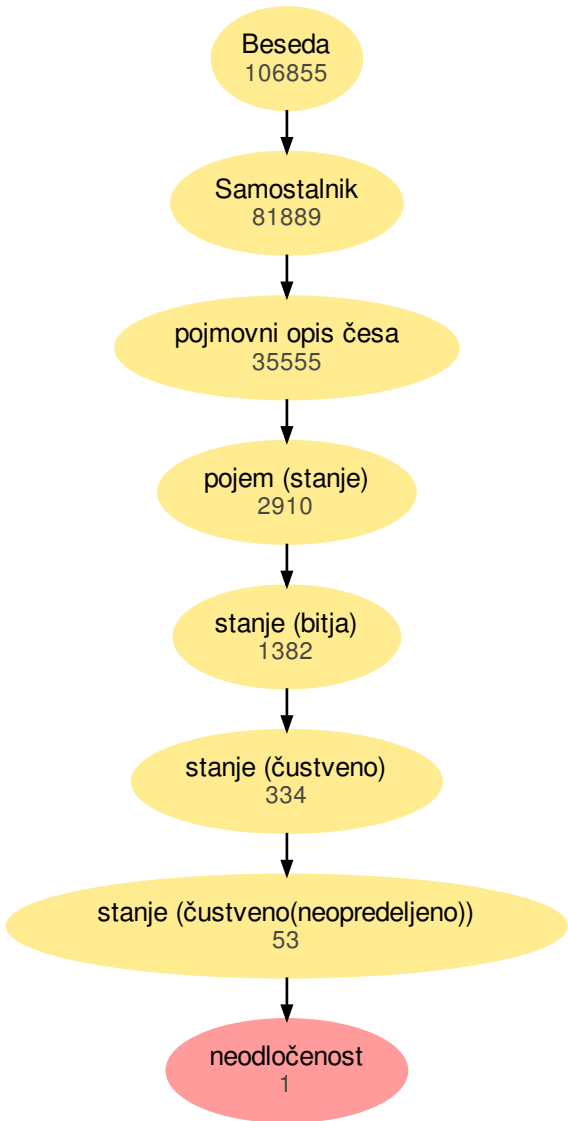 Beseda
106855
Samostalnik
81889
pojmovni opis česa
35555
pojem (stanje)
2910
stanje (bitja)
1382
stanje (čustveno)
334
stanje (čustveno(neopredeljeno))
53
neodločenost
1